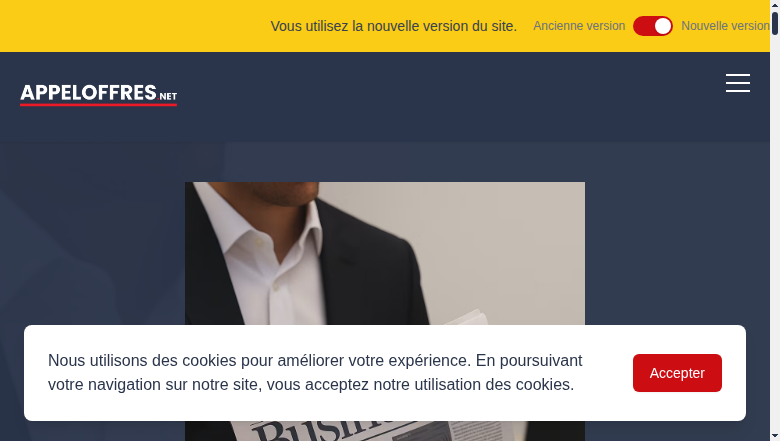 Vous utilisez la nouvelle version du site.
Ancienne version
Nouvelle version
APPELOFFRES.NET
Nous utilisons des cookies pour améliorer votre expérience. En poursuivant
votre navigation sur notre site, vous acceptez notre utilisation des cookies.
Accepter